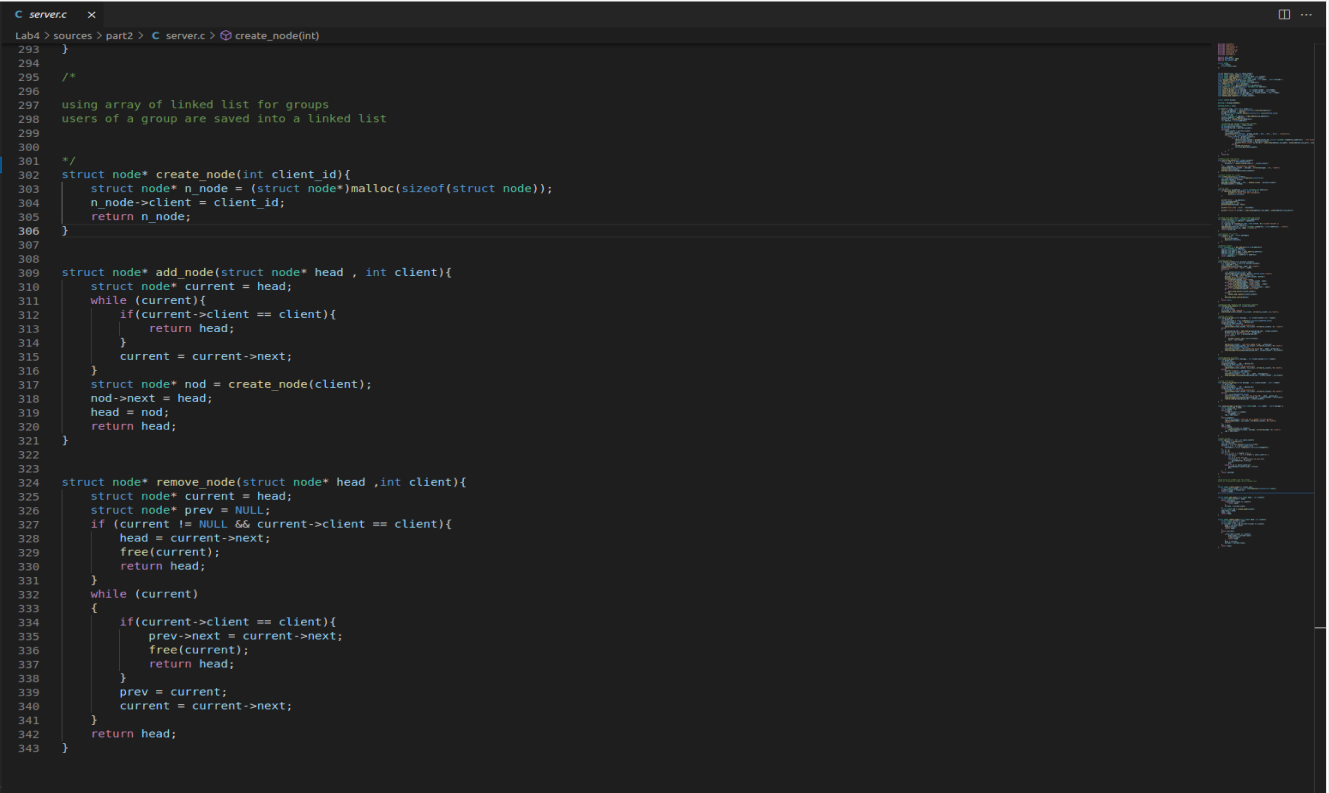 C server.c ×
···
Lab4 > sources > part2 > C server.c > create_node(int)
293 }
294
295 /*
296
297 using array of linked list for groups
298 users of a group are saved into a linked list
299
300
301 */
302 struct node* create_node(int client_id){
303     struct node* n_node = (struct node*)malloc(sizeof(struct node));
304     n_node->client = client_id;
305     return n_node;
306 }
307
308
309 struct node* add_node(struct node* head , int client){
310     struct node* current = head;
311     while (current){
312         if(current->client == client){
313             return head;
314         }
315         current = current->next;
316     }
317     struct node* nod = create_node(client);
318     nod->next = head;
319     head = nod;
320     return head;
321 }
322
323
324 struct node* remove_node(struct node* head ,int client){
325     struct node* current = head;
326     struct node* prev = NULL;
327     if (current != NULL && current->client == client){
328         head = current->next;
329         free(current);
330         return head;
331     }
332     while (current)
333     {
334         if(current->client == client){
335             prev->next = current->next;
336             free(current);
337             return head;
338         }
339         prev = current;
340         current = current->next;
341     }
342     return head;
343 }